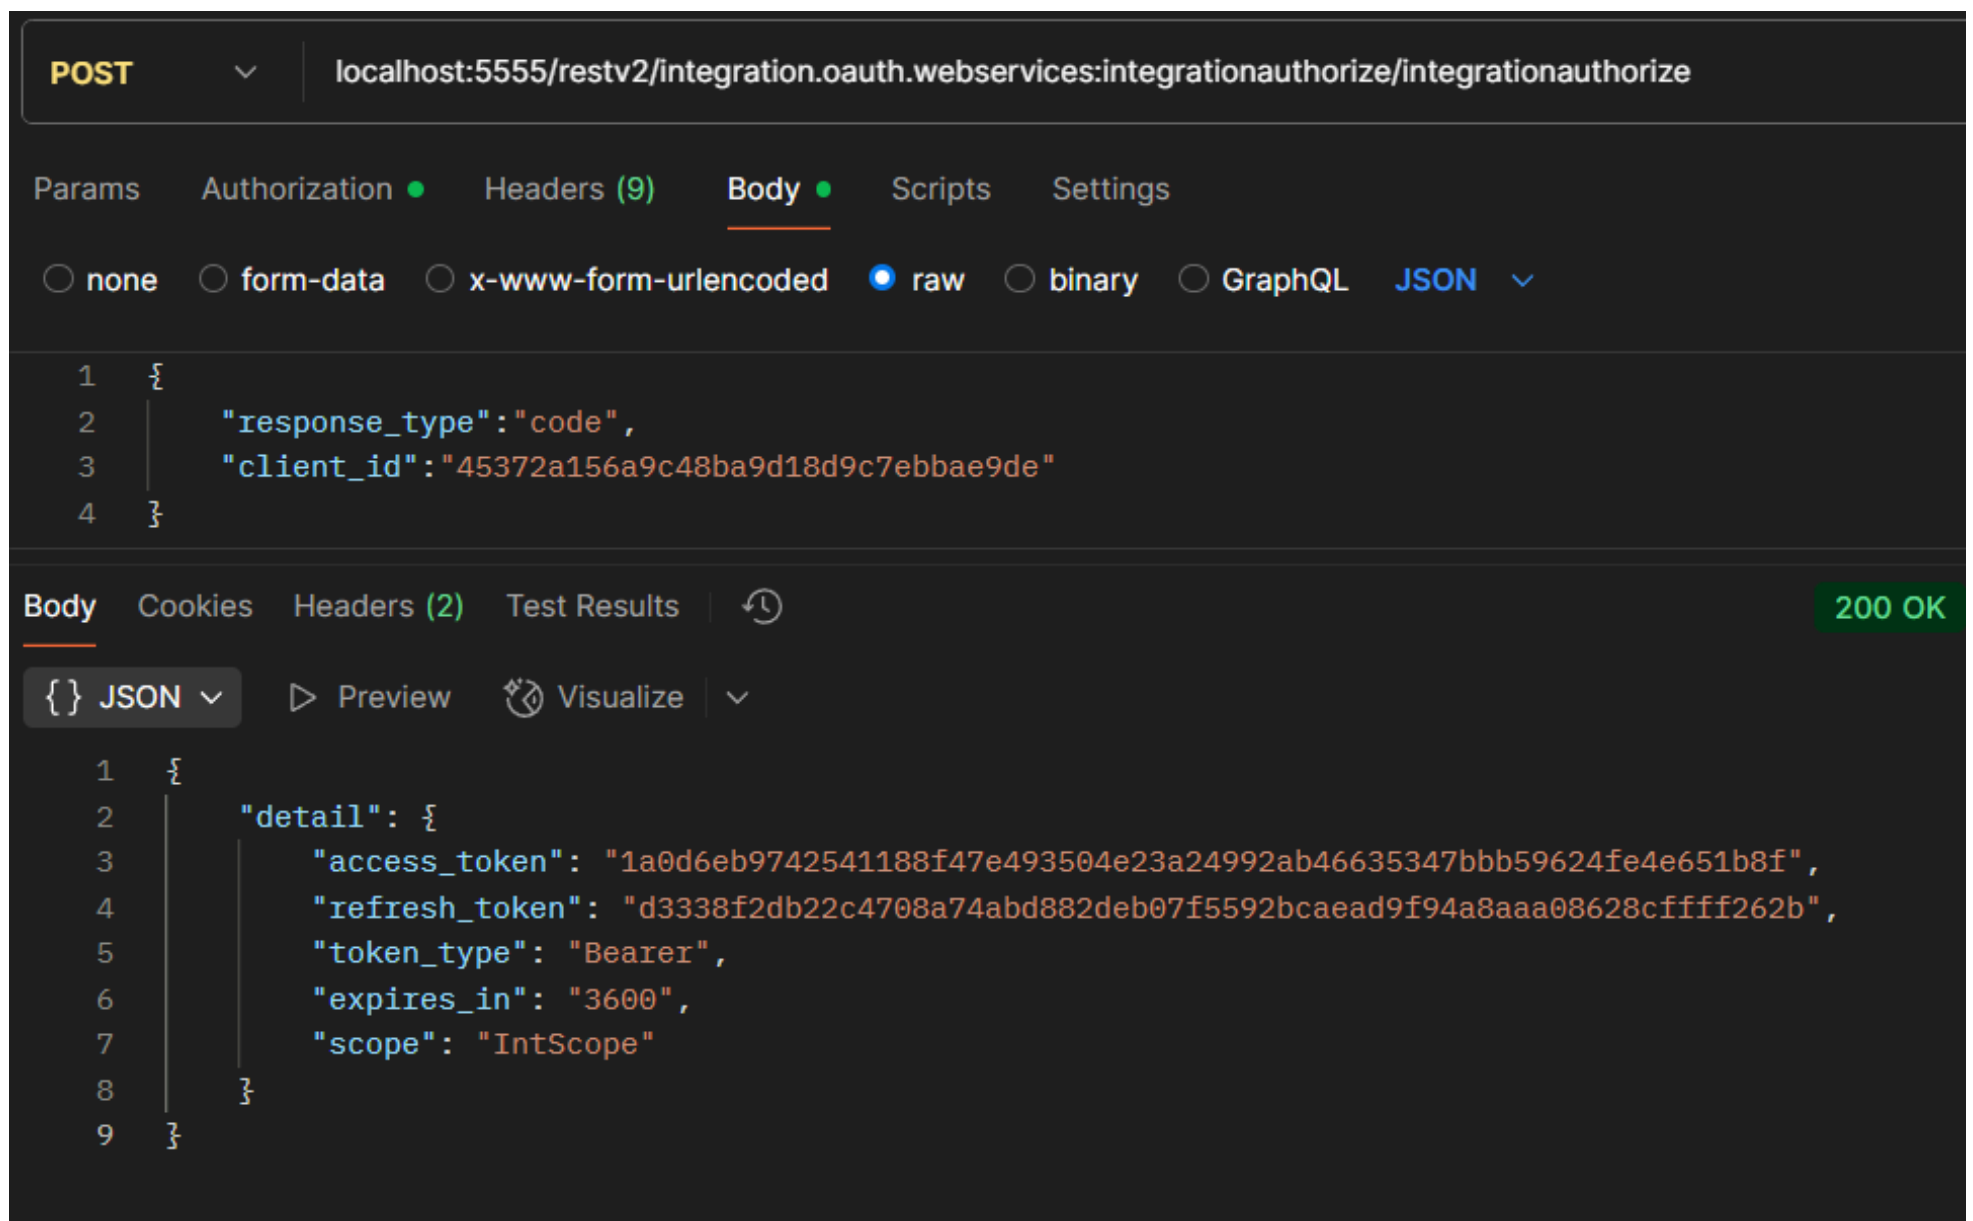 POST localhost:5555/restv2/integration.oauth.webservices:integrationauthorize/integrationauthorize
Params Authorization Headers (9) Body Scripts Settings
none form-data x-www-form-urlencoded raw binary GraphQL JSON
1 {
2 "response_type":"code",
3 "client_id":"45372a156a9c48ba9d18d9c7ebbae9de"
4 }
Body Cookies Headers (2) Test Results 200 OK
{} JSON Preview Visualize
1 {
2 "detail": {
3 "access_token": "1a0d6eb9742541188f47e493504e23a24992ab46635347bbb59624fe4e651b8f",
4 "refresh_token": "d3338f2db22c4708a74abd882deb07f5592bcaead9f94a8aaa08628cffff262b",
5 "token_type": "Bearer",
6 "expires_in": "3600",
7 "scope": "IntScope"
8 }
9 }